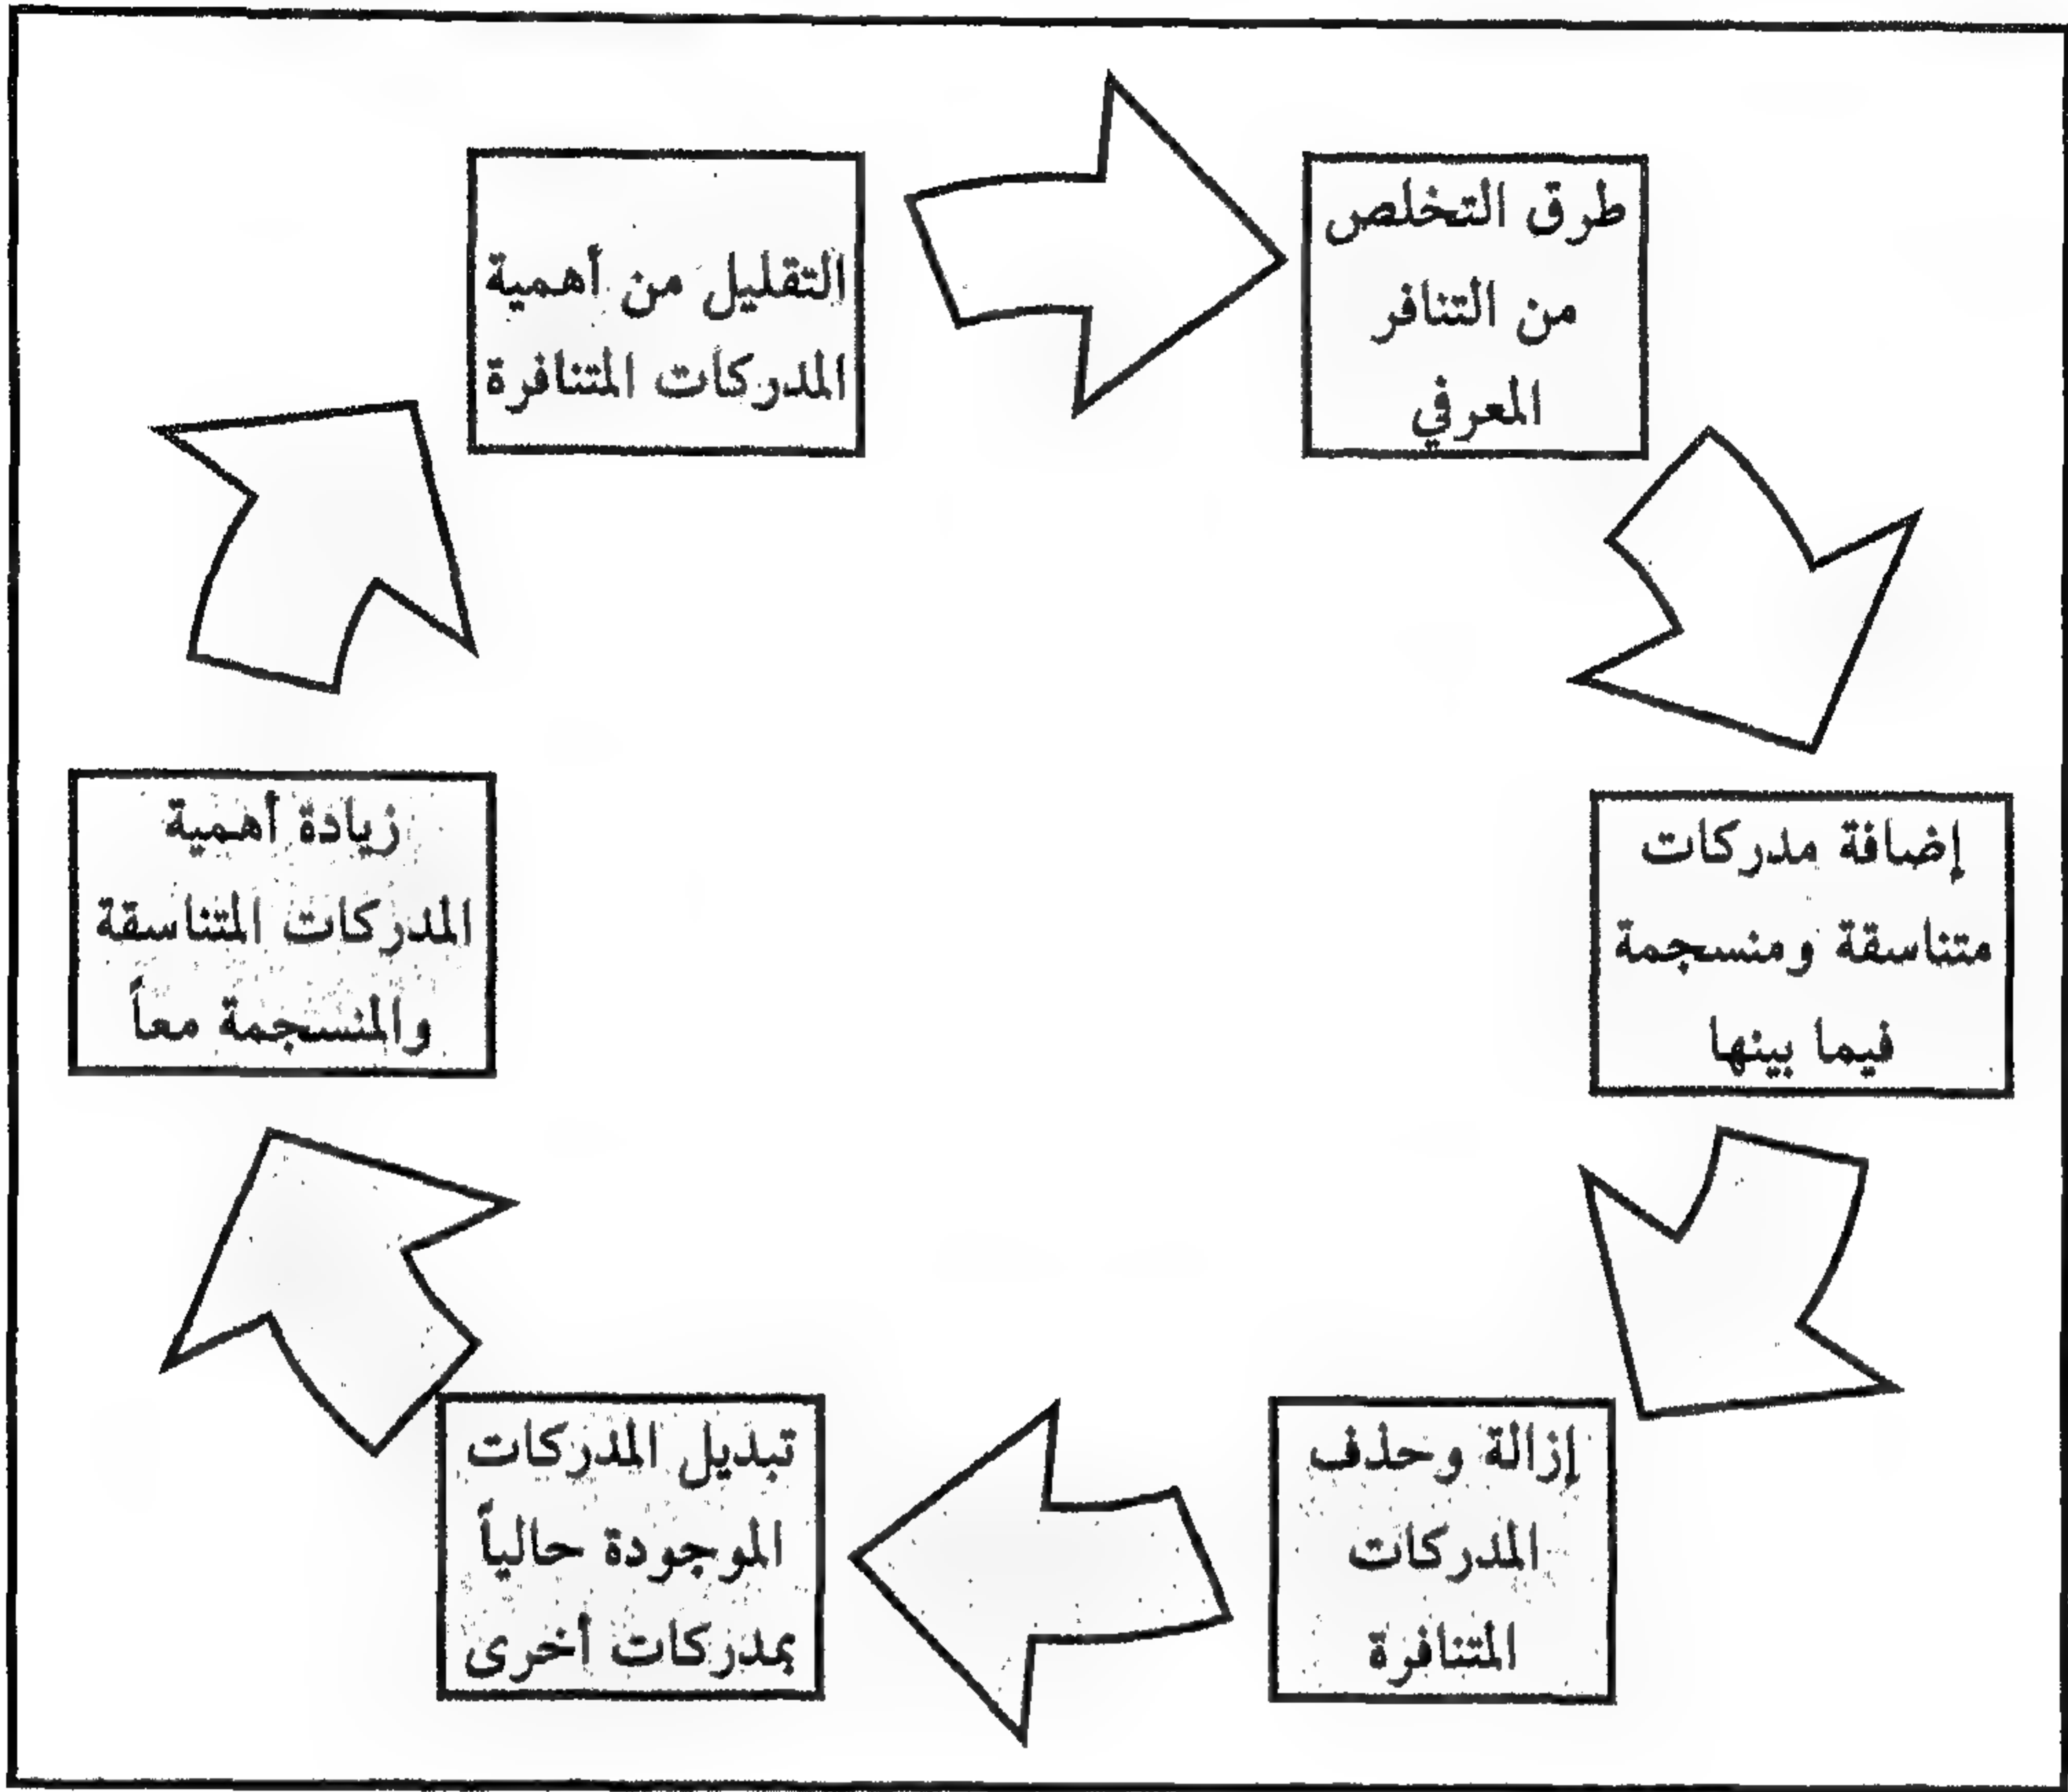 طرق التخلص
من التنافر
المعرفي
إضافة مدركات
متناسقة ومنسجمة
فيما بينها
إزالة وحذف
المدركات
المتنافرة
تبديل المدركات
الموجودة حالياً
بمدركات أخرى
زيادة أهمية
المدركات المتناسقة
والمنسجمة معاً
التقليل من أهمية
المدركات المتنافرة